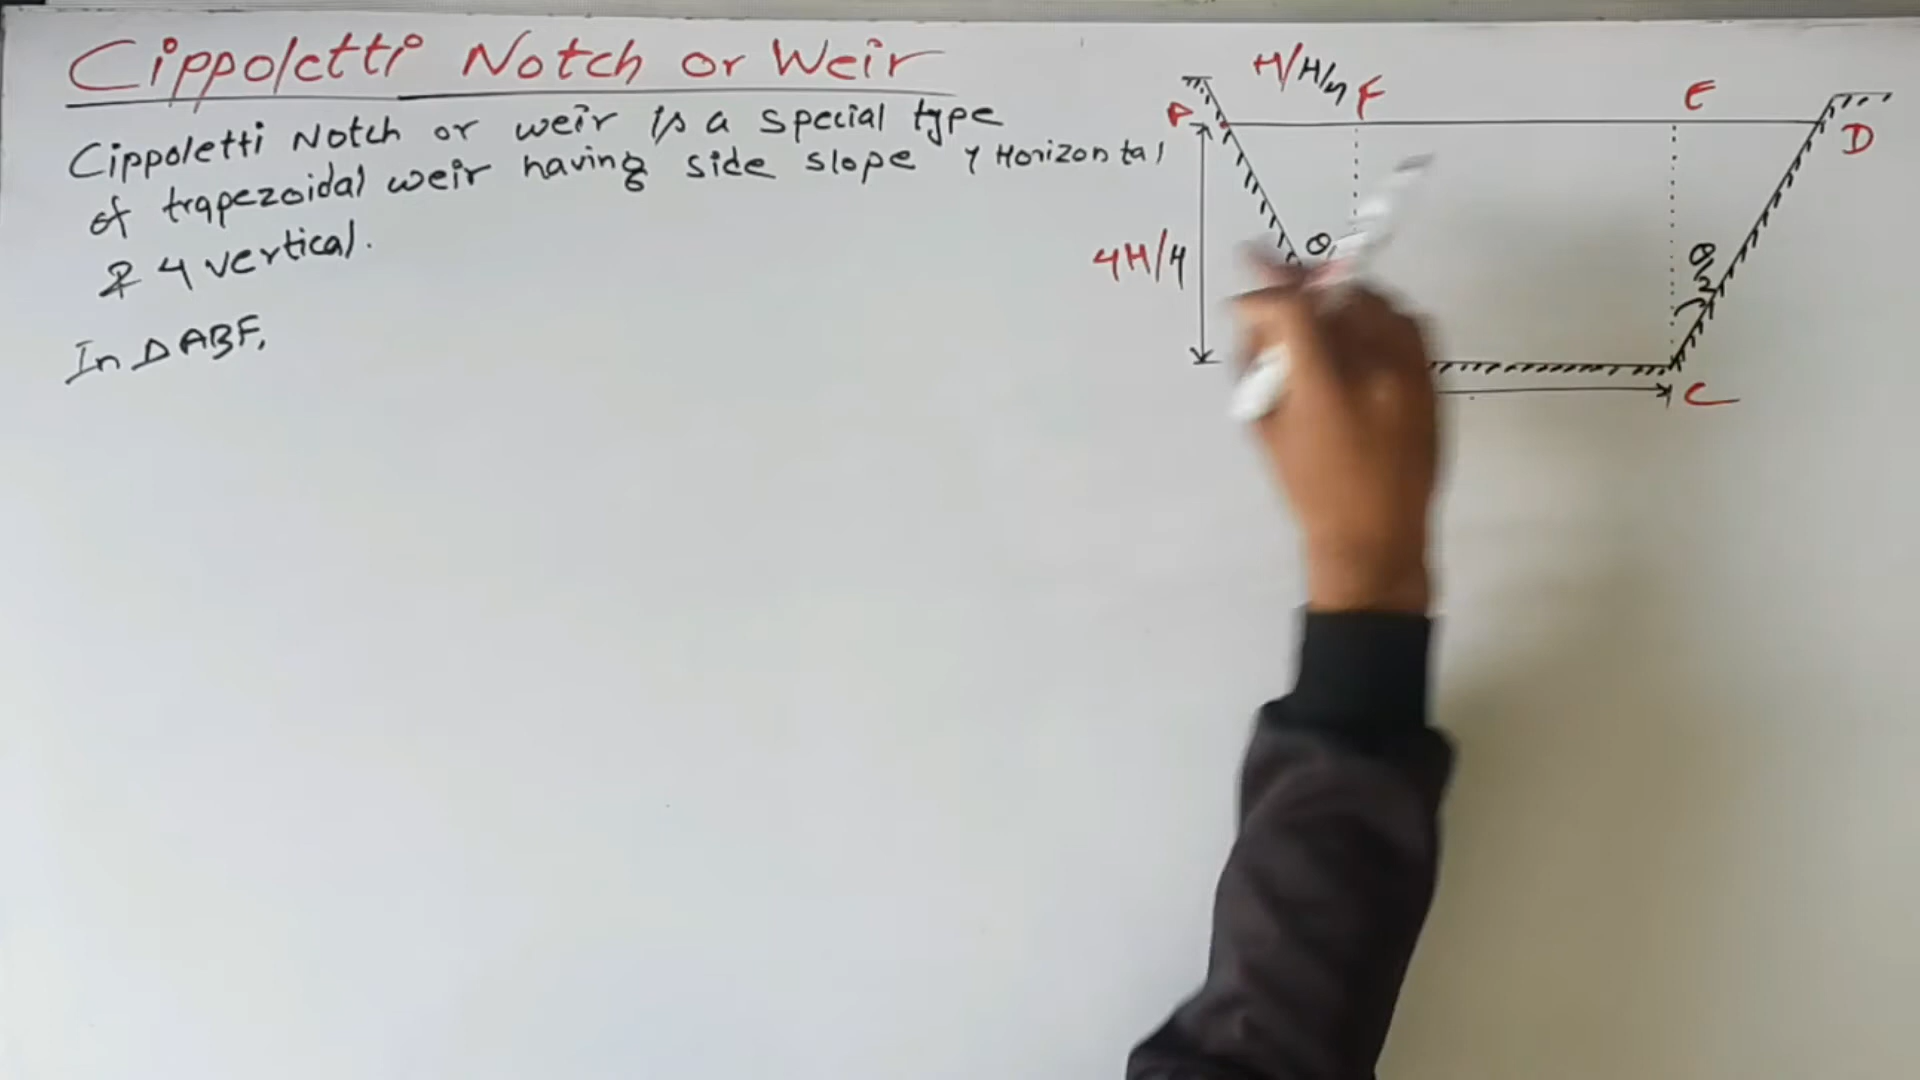 Cippoletti Notch or Weir
Cippoletti Notch or weir is a special type
of trapezoidal weir having side slope 1 Horizontal
& 4 vertical.
In Δ ABF,
H/H/4
A
F
E
D
4H/4
θ
θ/2
C